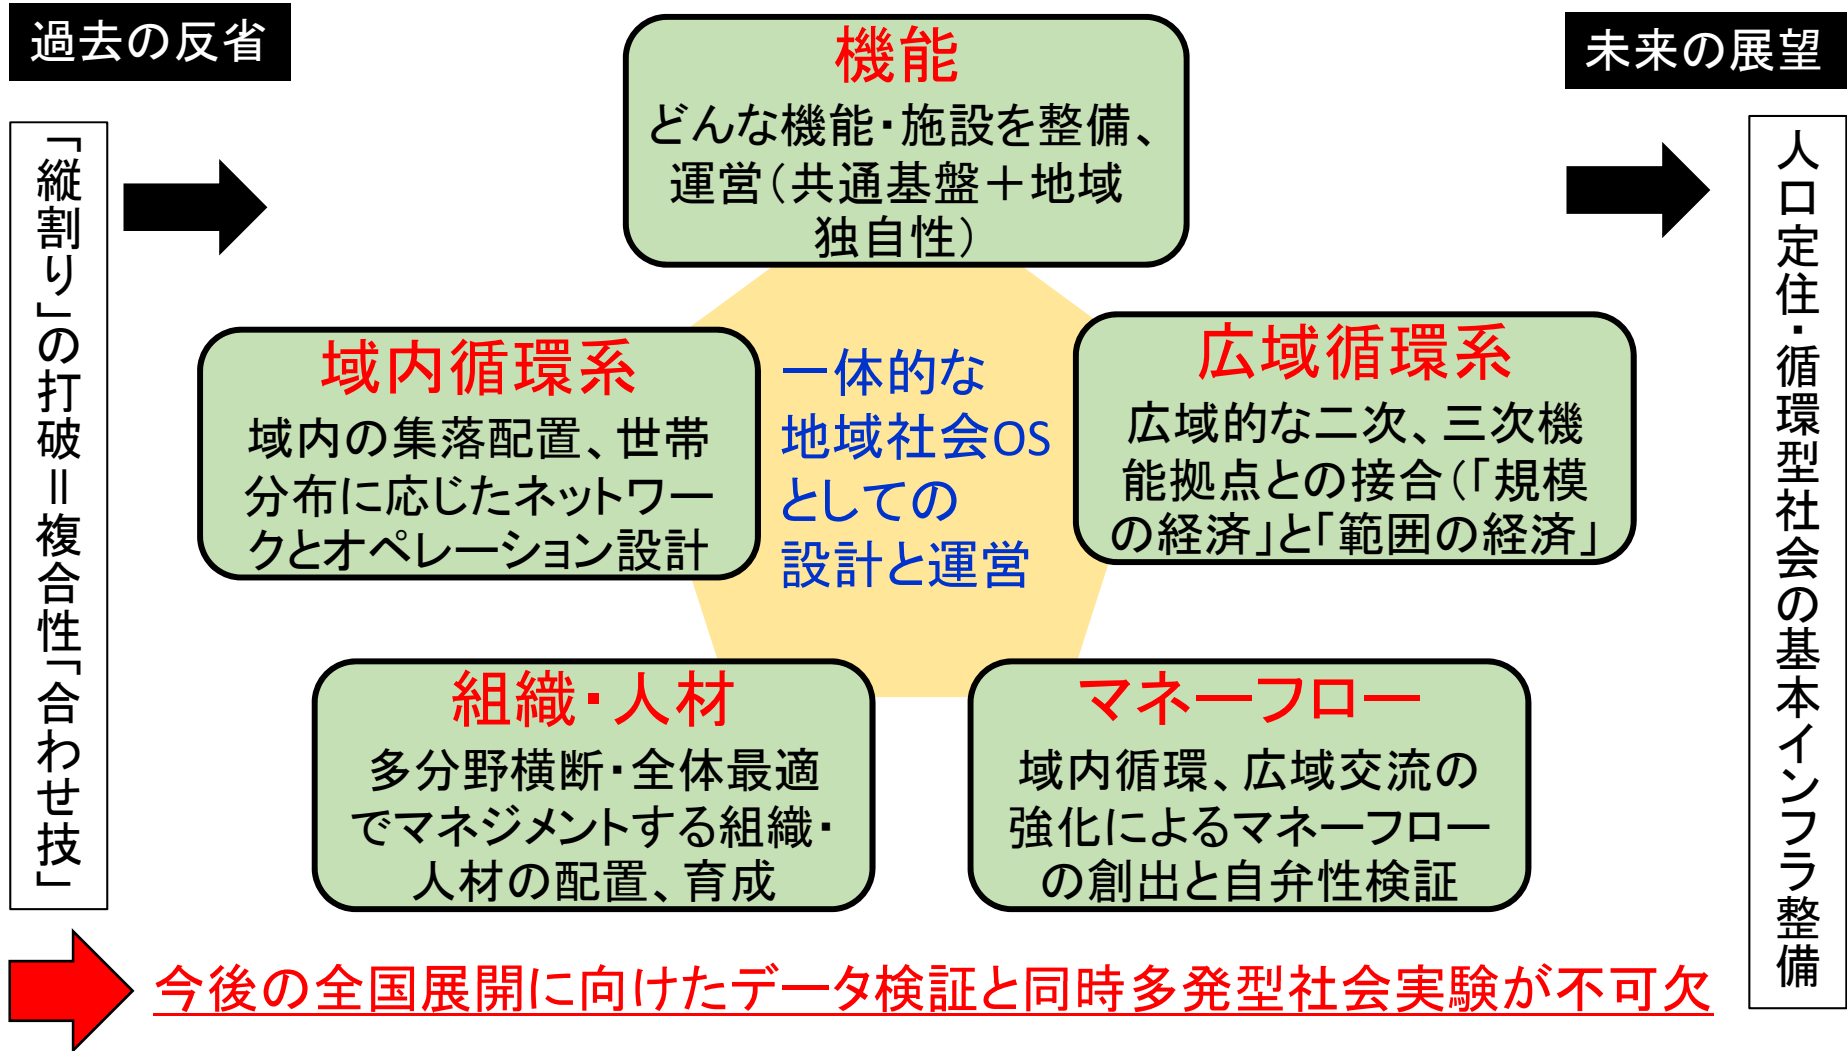 過去の反省
未来の展望
「縦割り」の打破＝複合性「合わせ技」
機能
どんな機能・施設を整備、
運営（共通基盤＋地域
独自性）
域内循環系
域内の集落配置、世帯
分布に応じたネットワー
クとオペレーション設計
一体的な
地域社会OS
としての
設計と運営
広域循環系
広域的な二次、三次機
能拠点との接合（「規模
の経済」と「範囲の経済」
組織・人材
多分野横断・全体最適
でマネジメントする組織・
人材の配置、育成
マネーフロー
域内循環、広域交流の
強化によるマネーフロー
の創出と自弁性検証
人口定住・循環型社会の基本インフラ整備
今後の全国展開に向けたデータ検証と同時多発型社会実験が不可欠